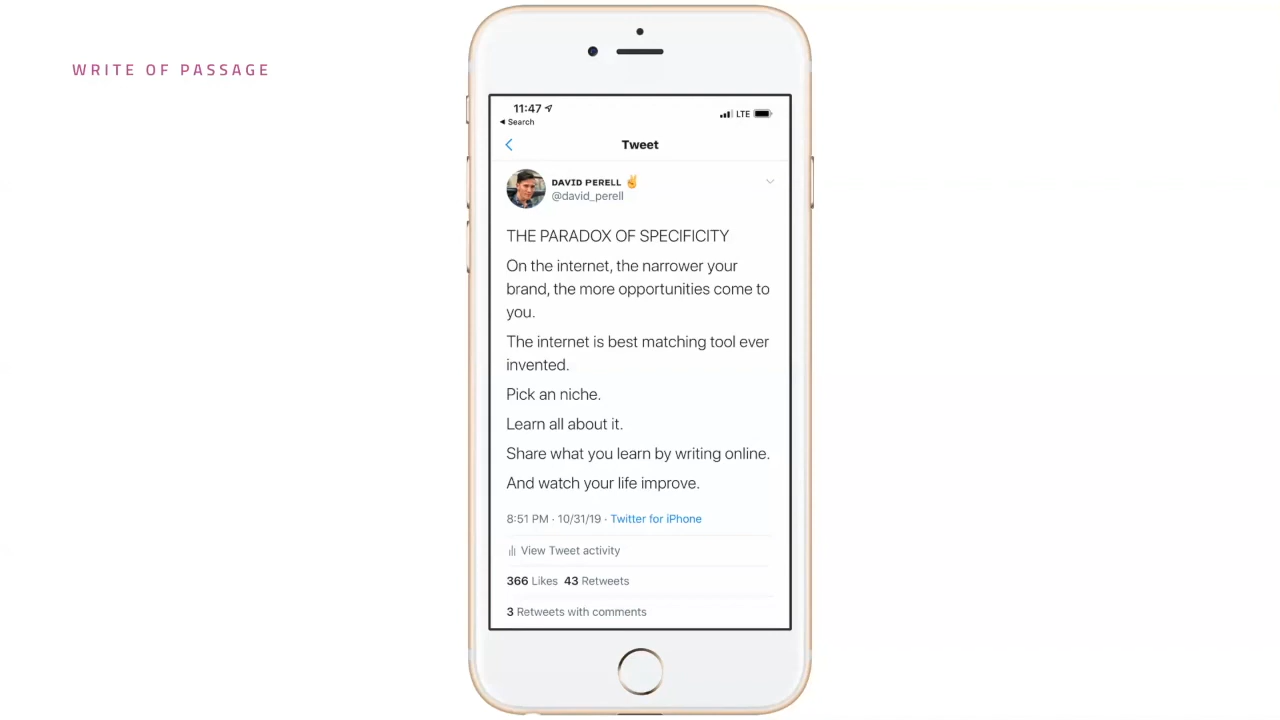 WRITE OF PASSAGE
11:47
◀ Search
LTE
Tweet
DAVID PERELL ✌️
@david_perell
THE PARADOX OF SPECIFICITY
On the internet, the narrower your
brand, the more opportunities come to
you.
The internet is best matching tool ever
invented.
Pick an niche.
Learn all about it.
Share what you learn by writing online.
And watch your life improve.
8:51 PM · 10/31/19 · Twitter for iPhone
View Tweet activity
366 Likes 43 Retweets
3 Retweets with comments